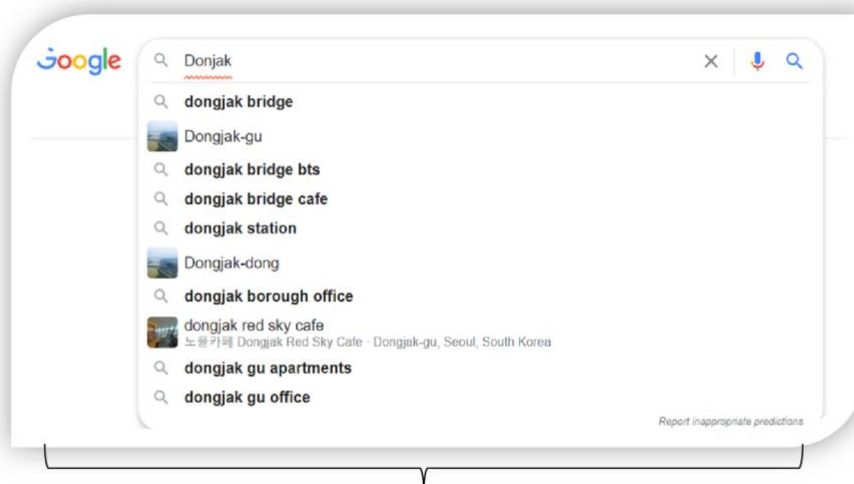 Google
Donjak
dongjak bridge
Dongjak-gu
dongjak bridge bts
dongjak bridge cafe
dongjak station
Dongjak-dong
dongjak borough office
dongjak red sky cafe
노을카페 Dongjak Red Sky Cafe · Dongjak-gu, Seoul, South Korea
dongjak gu apartments
dongjak gu office
Report inappropriate predictions